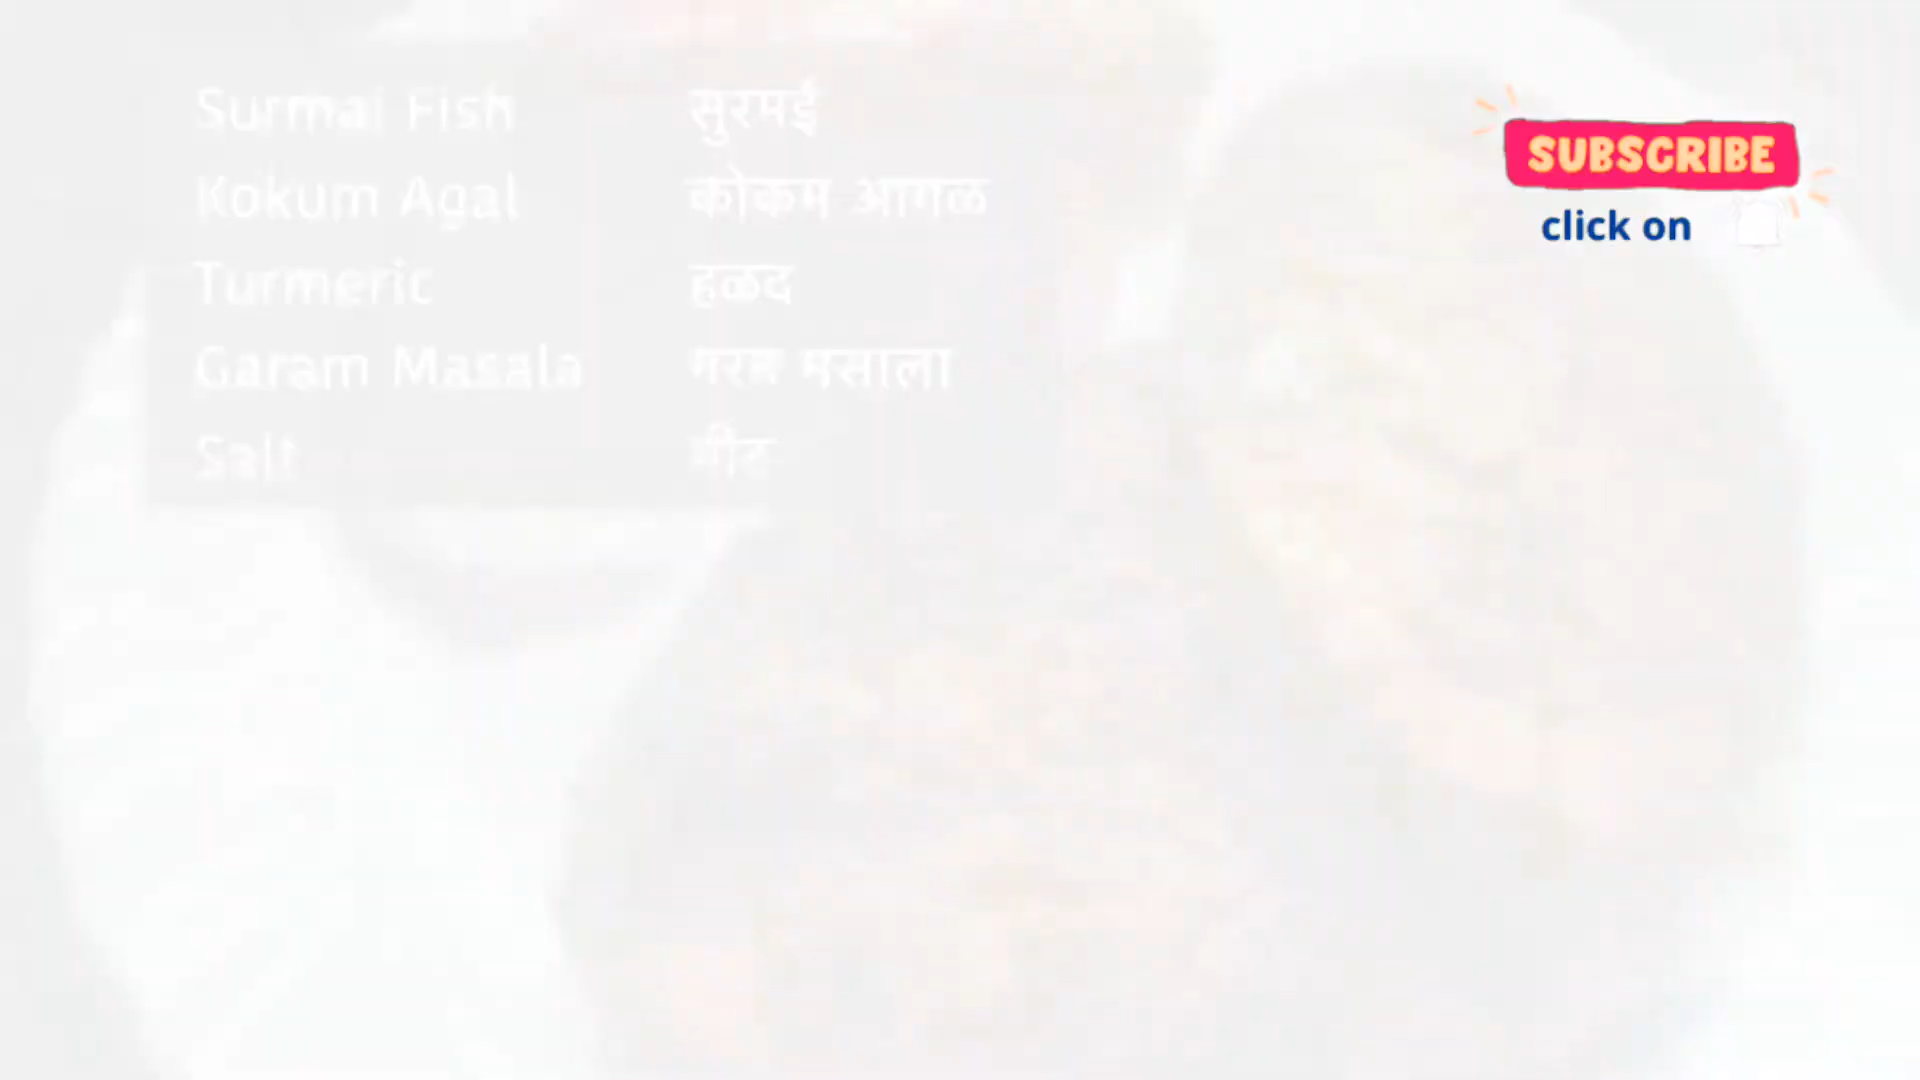 Surmai Fish सुरमई
Kokum Agal कोकम आगळ
Turmeric हळद
Garam Masala गरम मसाला
Salt मीठ
SUBSCRIBE
click on